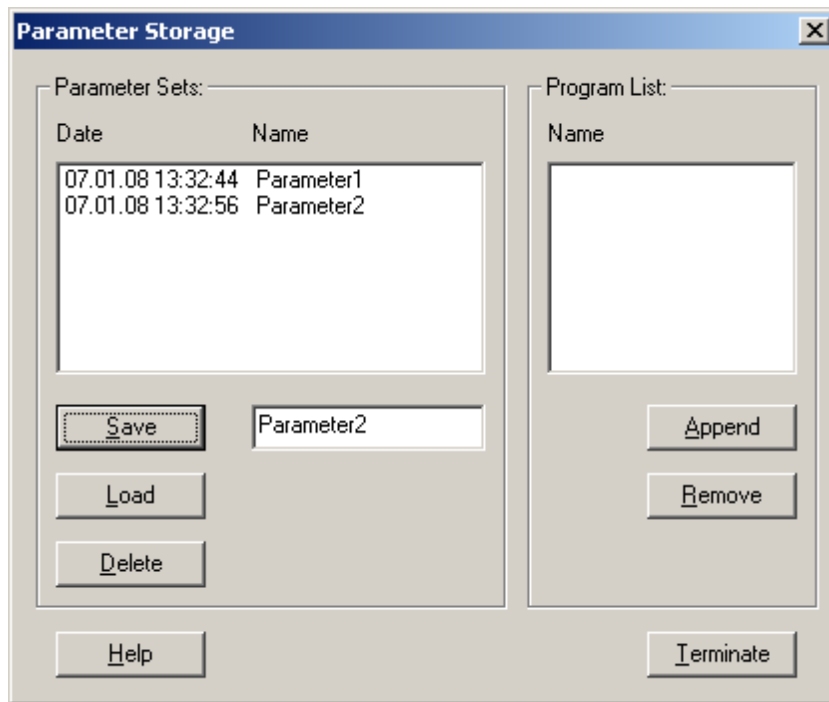 Parameter Storage
Parameter Sets:
Date Name
07.01.08 13:32:44 Parameter1
07.01.08 13:32:56 Parameter2
Save Parameter2
Load
Delete
Help
Program List:
Name
Append
Remove
Terminate